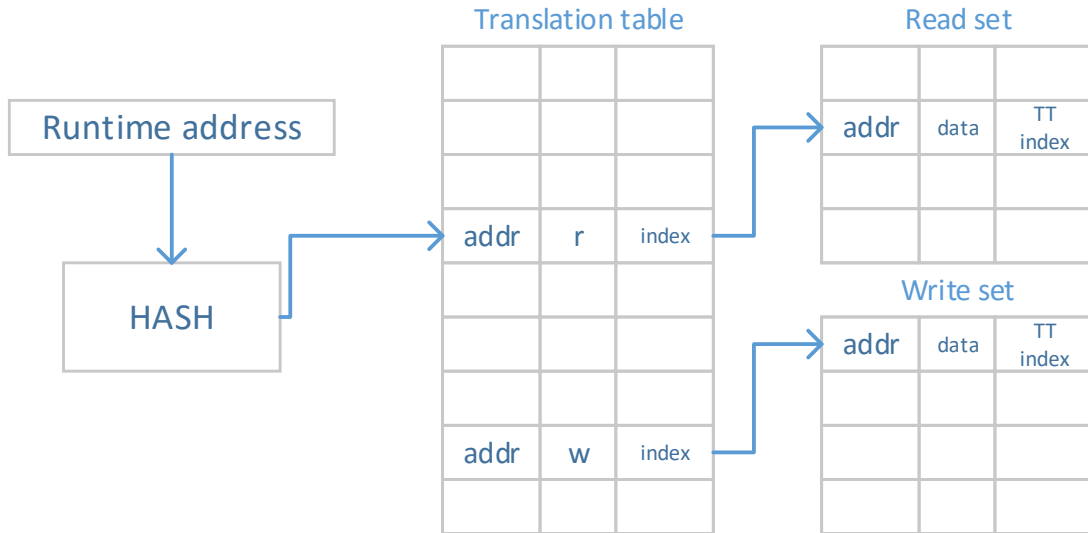 Translation table
Read set
Runtime address
addr data TT index
addr r index
HASH
Write set
addr data TT index
addr w index